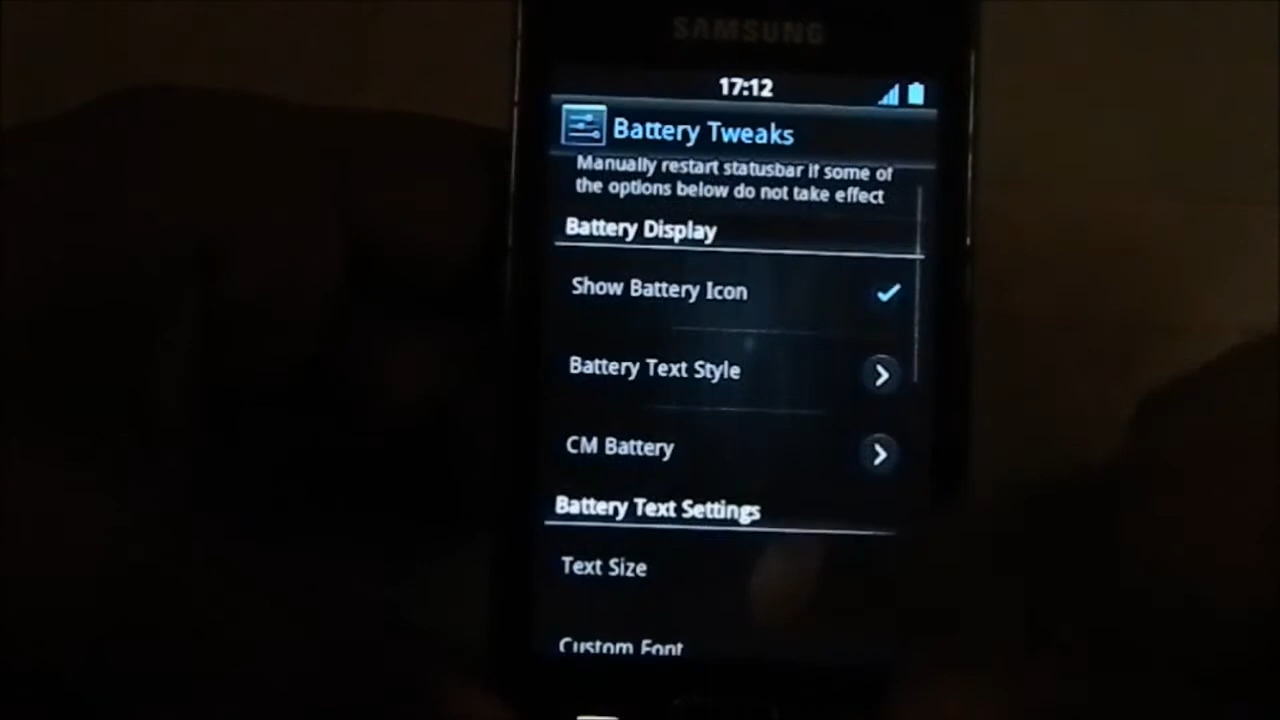 SAMSUNG
17:12
Battery Tweaks
Manually restart statusbar if some of
the options below do not take effect
Battery Display
Show Battery Icon
Battery Text Style
CM Battery
Battery Text Settings
Text Size
Custom Font